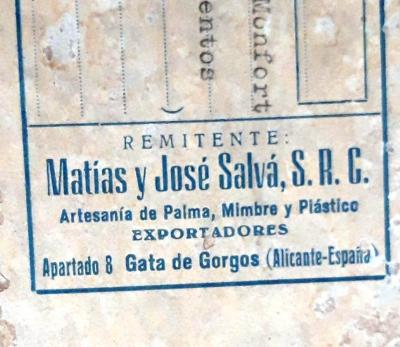 Monfort
entos
REMITENTE:
Matías y José Salvá, S. R. C.
Artesanía de Palma, Mimbre y Plástico
EXPORTADORES
Apartado 8 Gata de Gorgos (Alicante-España)